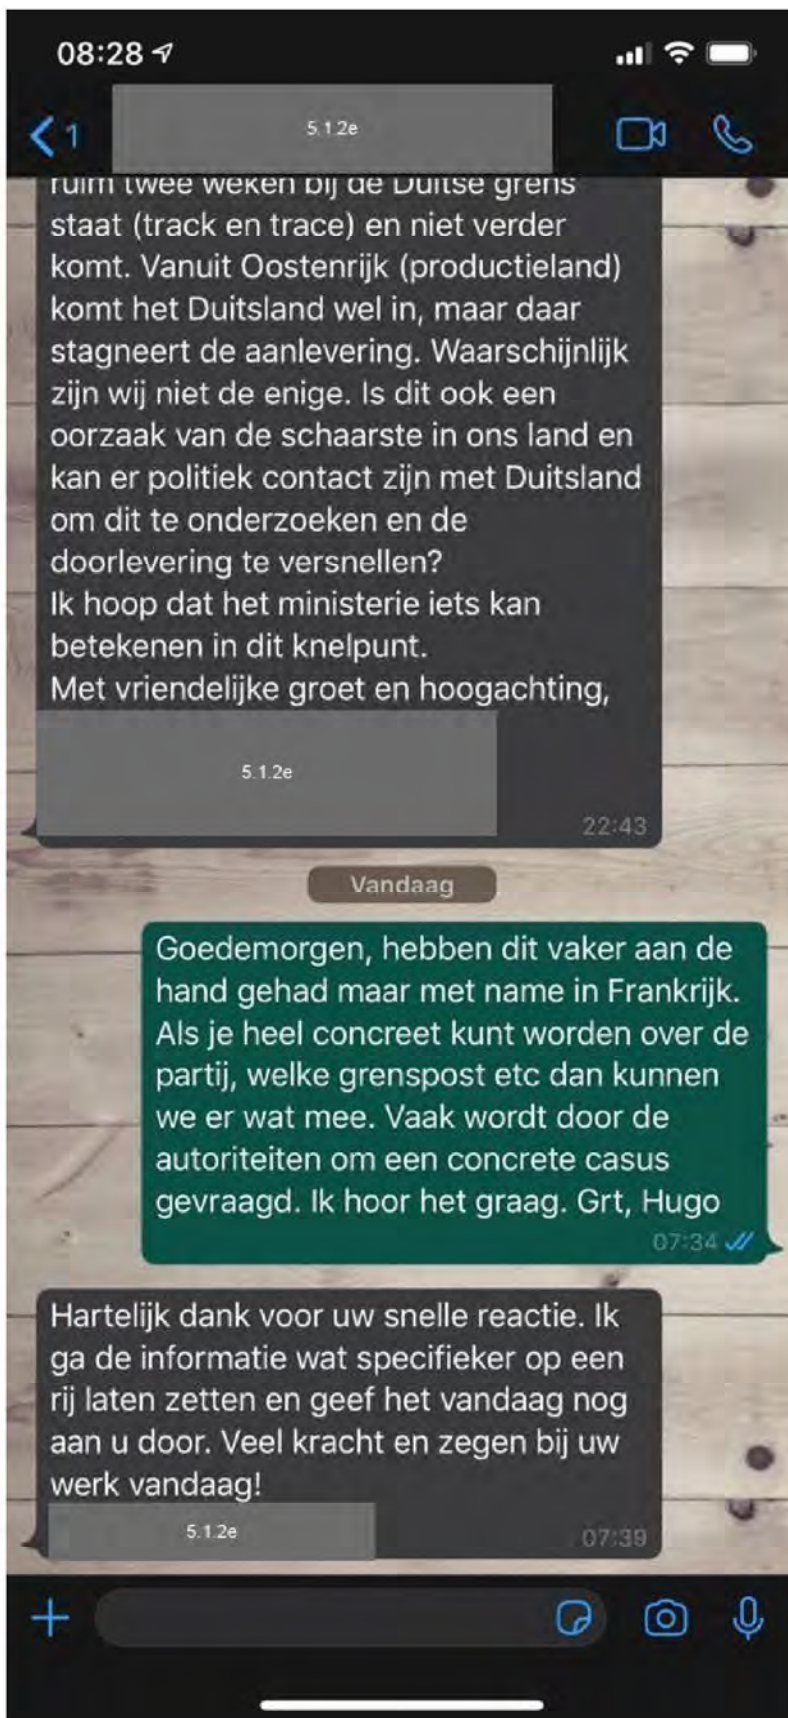 08:28
1
5.1.2e
ruim twee weken bij de Duitse grens
staat (track en trace) en niet verder
komt. Vanuit Oostenrijk (productieland)
komt het Duitsland wel in, maar daar
stagneert de aanlevering. Waarschijnlijk
zijn wij niet de enige. Is dit ook een
oorzaak van de schaarste in ons land en
kan er politiek contact zijn met Duitsland
om dit te onderzoeken en de
doorlevering te versnellen?
Ik hoop dat het ministerie iets kan
betekenen in dit knelpunt.
Met vriendelijke groet en hoogachting,
5.1.2e
22:43
Vandaag
Goedemorgen, hebben dit vaker aan de
hand gehad maar met name in Frankrijk.
Als je heel concreet kunt worden over de
partij, welke grenspost etc dan kunnen
we er wat mee. Vaak wordt door de
autoriteiten om een concrete casus
gevraagd. Ik hoor het graag. Grt, Hugo
07:34
Hartelijk dank voor uw snelle reactie. Ik
ga de informatie wat specifieker op een
rij laten zetten en geef het vandaag nog
aan u door. Veel kracht en zegen bij uw
werk vandaag!
5.1.2e
07:39